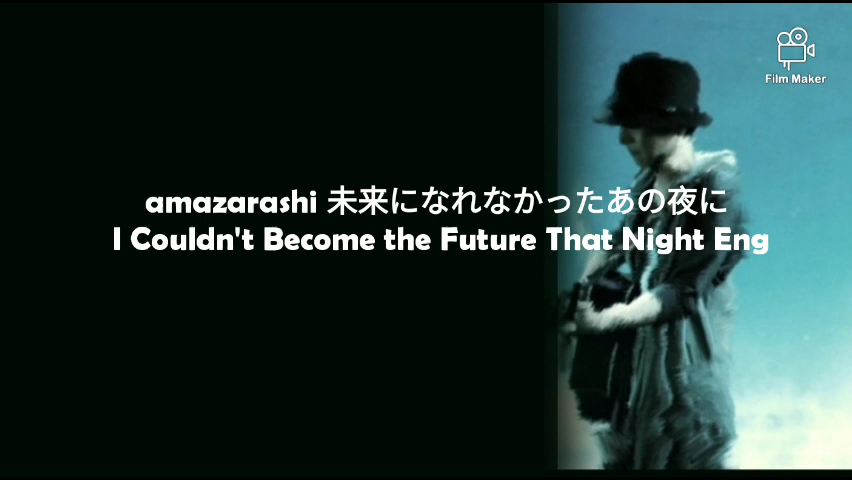 Film Maker
amazarashi 未来になれなかったあの夜に
I Couldn't Become the Future That Night Eng